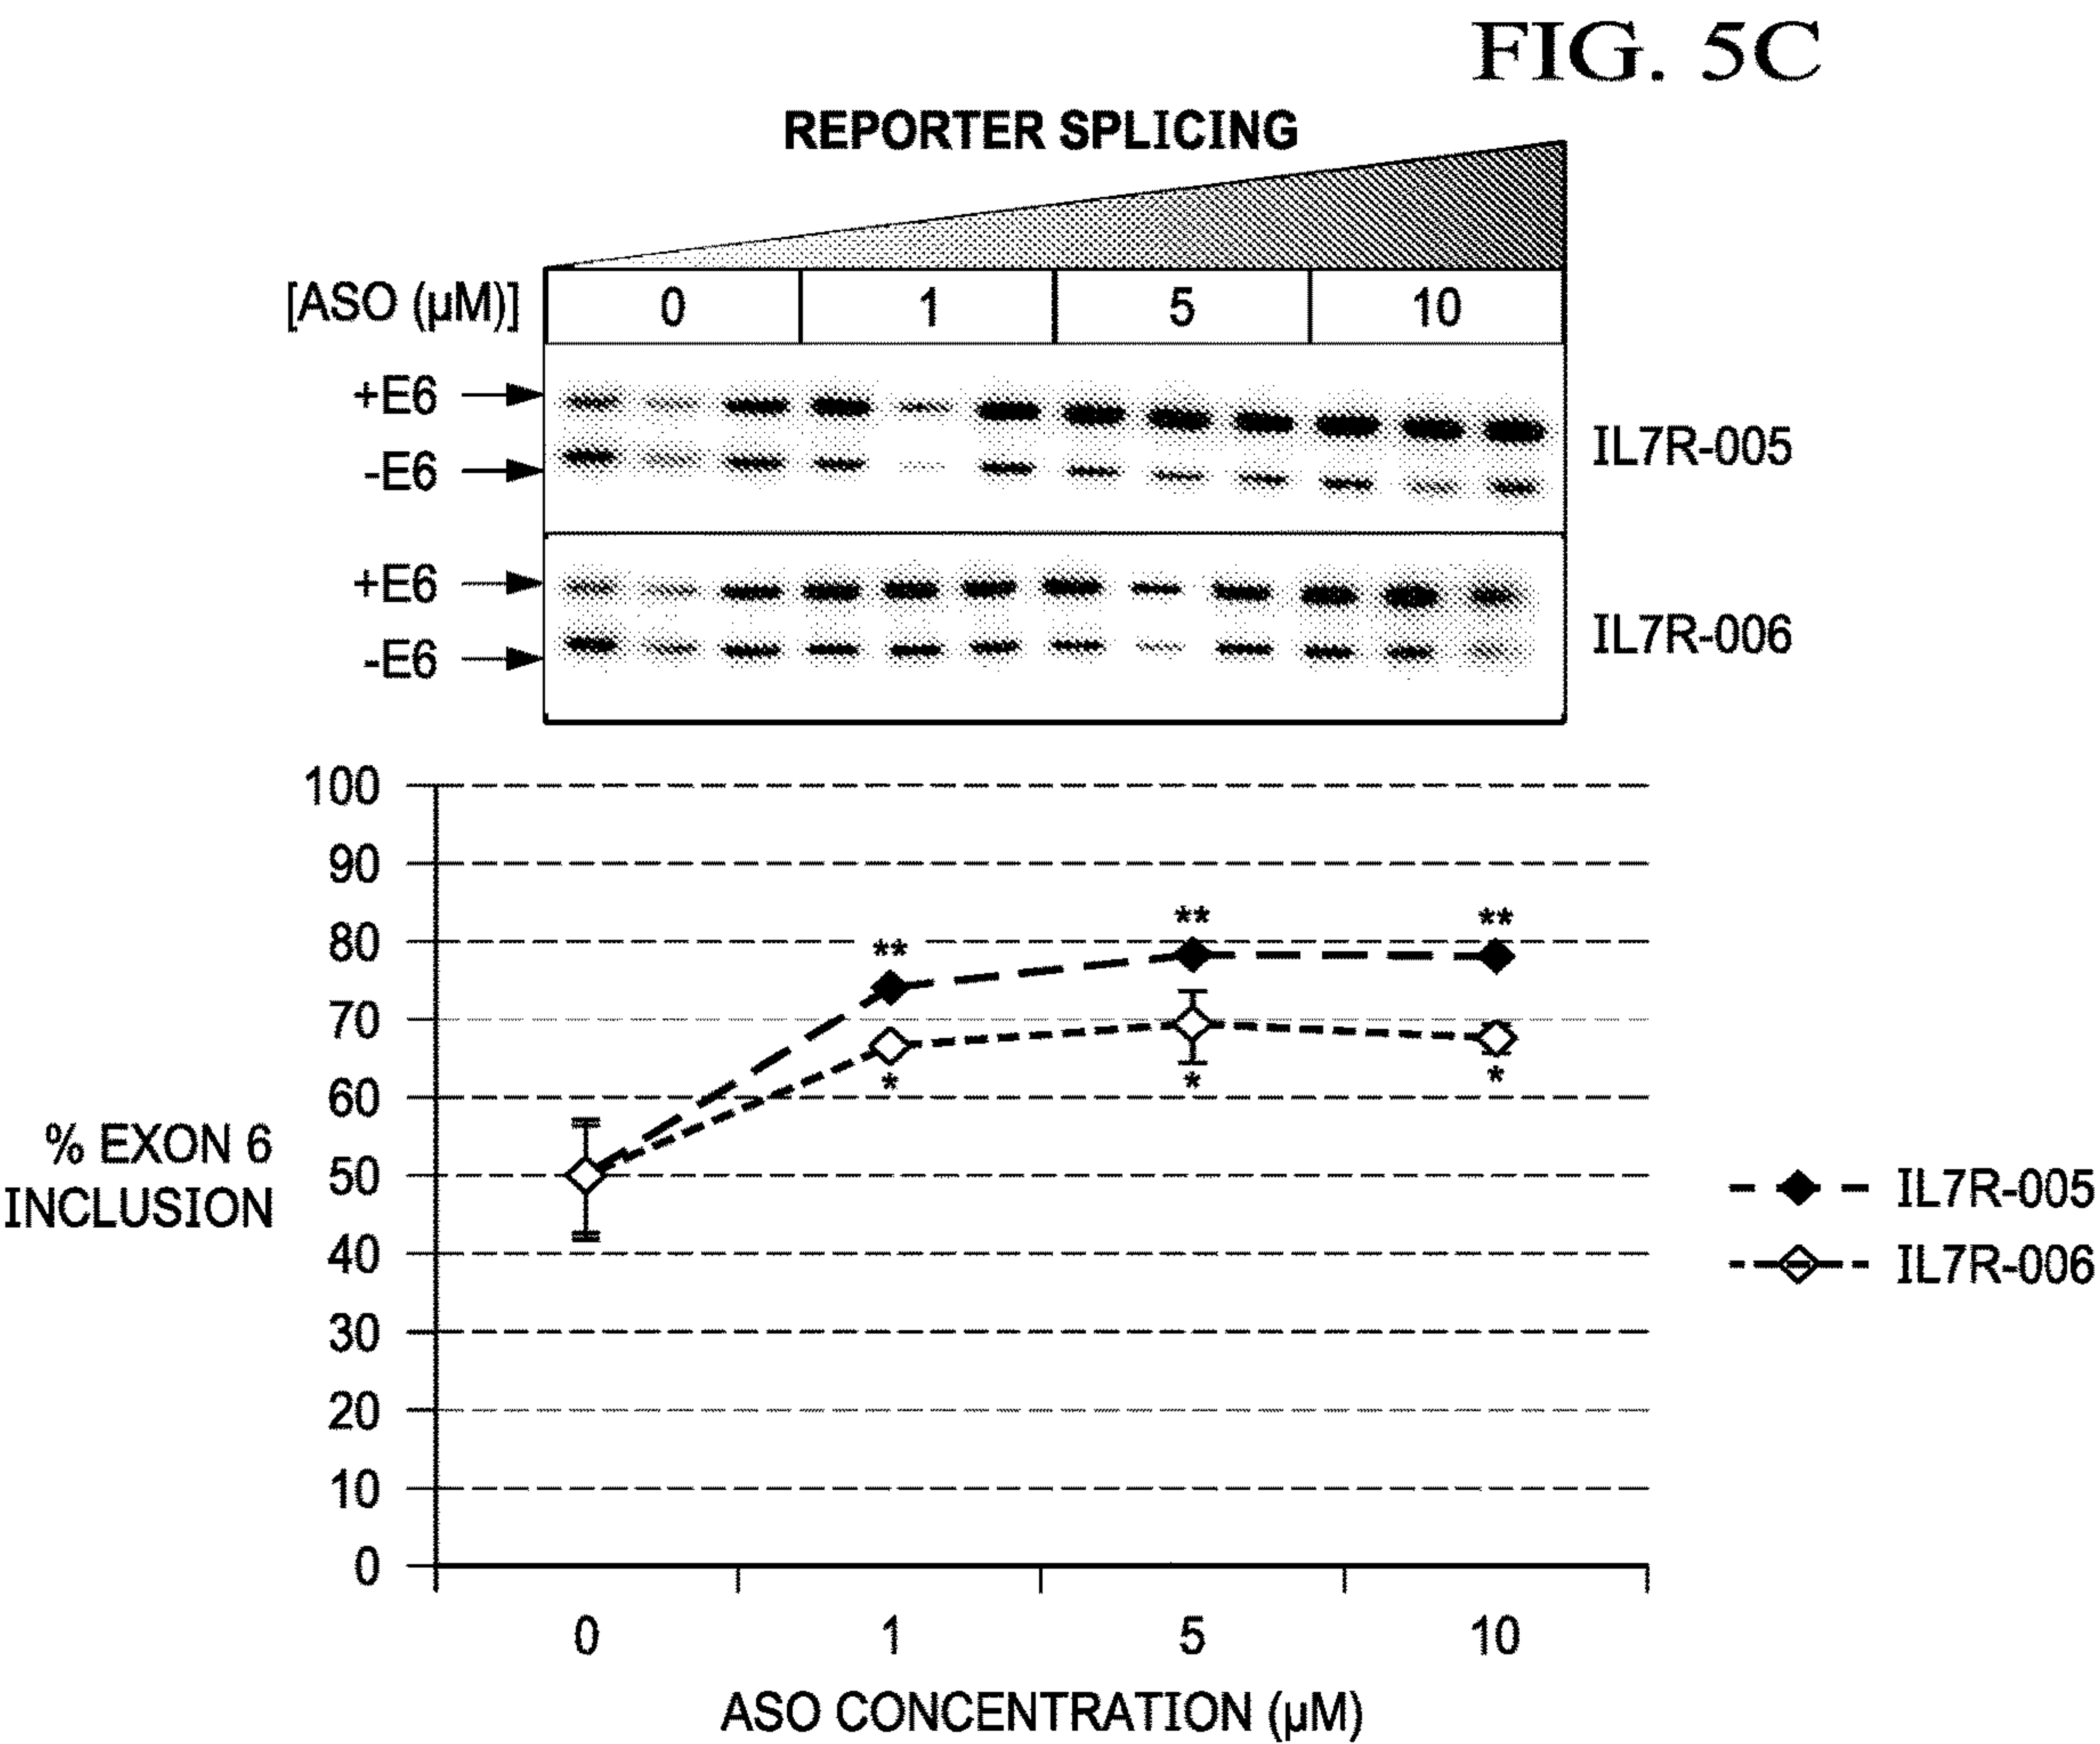 FIG. 5C
REPORTER SPLICING
[ASO (µM)] 0 1 5 10
+E6
-E6
IL7R-005
+E6
-E6
IL7R-006
100
90
80
70
60
50
40
30
20
10
0
** ** **
* * *
% EXON 6
INCLUSION
IL7R-005
IL7R-006
0 1 5 10
ASO CONCENTRATION (µM)